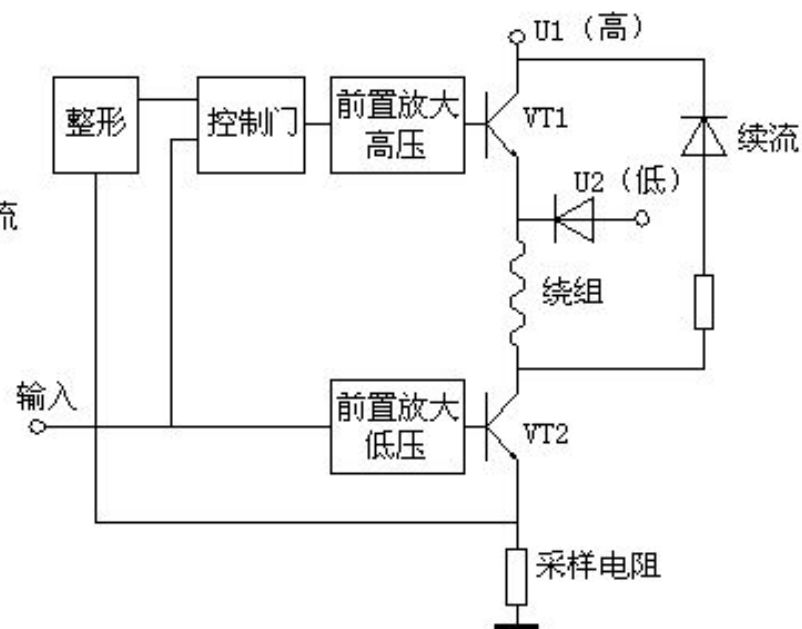 U1（高）
整形
控制门
前置放大
高压
VT1
续流
U2（低）
流
绕组
输入
前置放大
低压
VT2
采样电阻